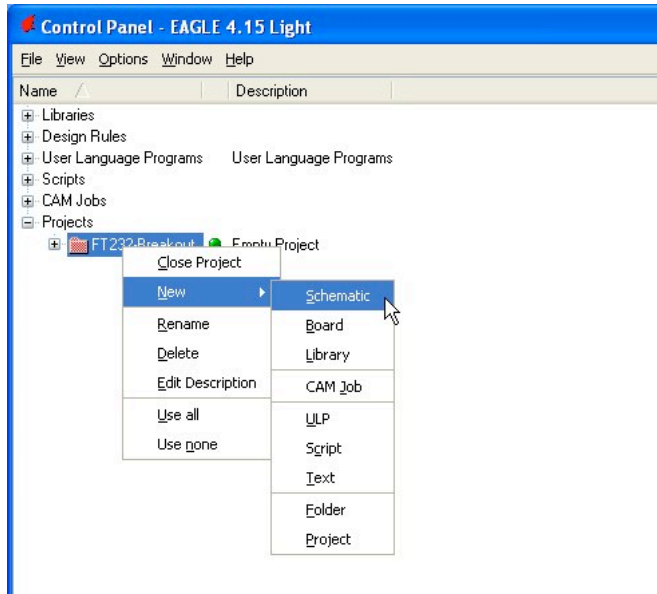 Control Panel - EAGLE 4.15 Light
File View Options Window Help
Name Description
Libraries
Design Rules
User Language Programs User Language Programs
Scripts
CAM Jobs
Projects
FT232-Breakout Empty Project
Close Project
New
Rename
Delete
Edit Description
Use all
Use none
Schematic
Board
Library
CAM Job
ULP
Script
Text
Folder
Project